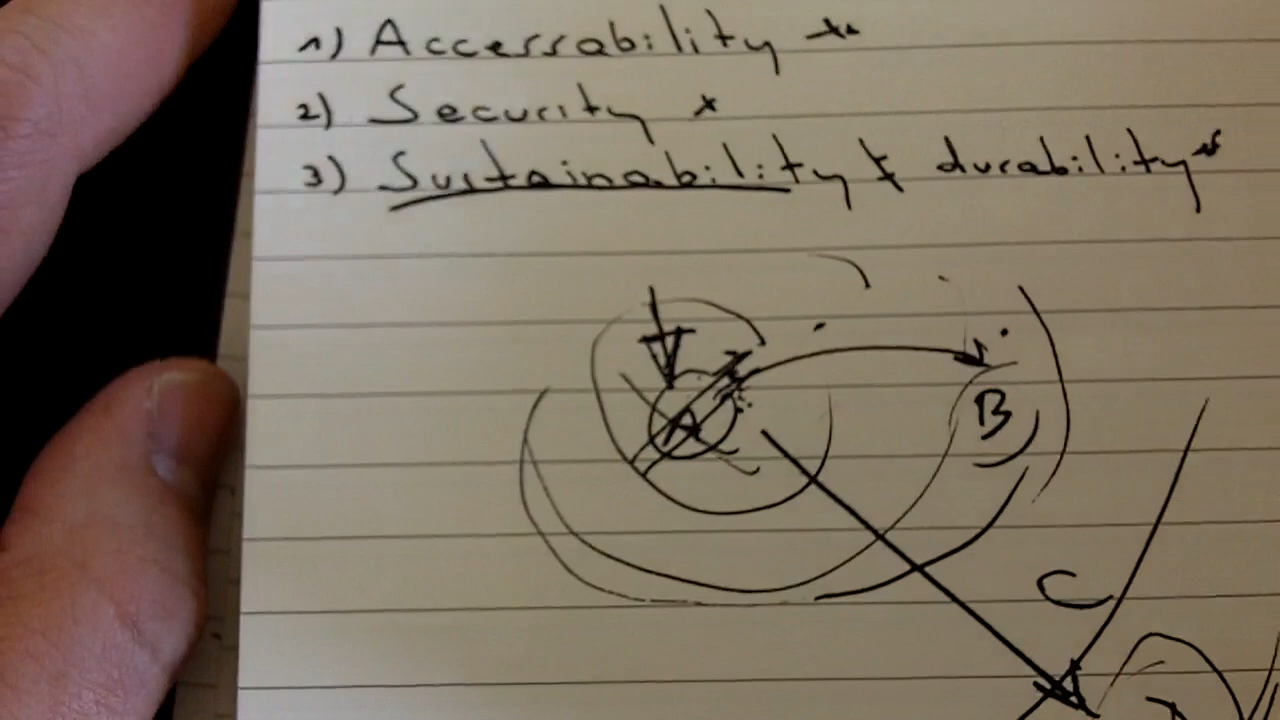 1) Accessability
2) Security
3) Sustainability & durability
A
B
C